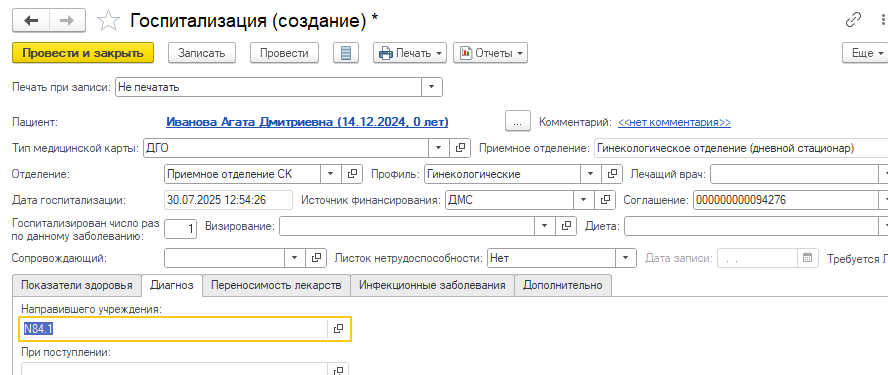 Госпитализация (создание) *
Провести и закрыть Записать Провести Печать Отчеты Еще
Печать при записи: Не печатать
Пациент: Иванова Агата Дмитриевна (14.12.2024, 0 лет) ... Комментарий: <<нет комментария>>
Тип медицинской карты: ДГО Приемное отделение: Гинекологическое отделение (дневной стационар)
Отделение: Приемное отделение СК Профиль: Гинекологические Лечащий врач:
Дата госпитализации: 30.07.2025 12:54:26 Источник финансирования: ДМС Соглашение: 000000000094276
Госпитализирован число раз
по данному заболеванию: 1 Визирование: Диета:
Сопровождающий: Листок нетрудоспособности: Нет Дата записи: . . Требуется Л
Показатели здоровья Диагноз Переносимость лекарств Инфекционные заболевания Дополнительно
Направившего учреждения:
N84.1
При поступлении: